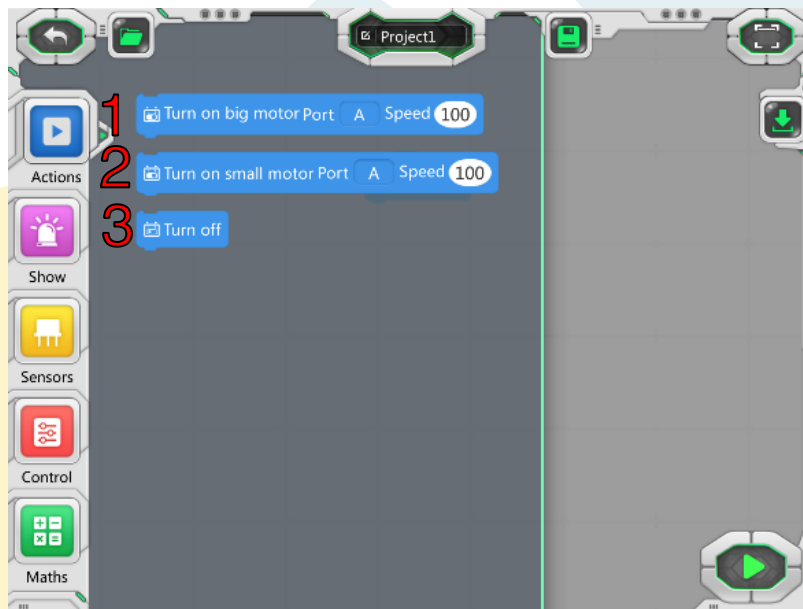 Project1
1 Turn on big motor Port A Speed 100
2 Turn on small motor Port A Speed 100
3 Turn off
Actions
Show
Sensors
Control
Maths